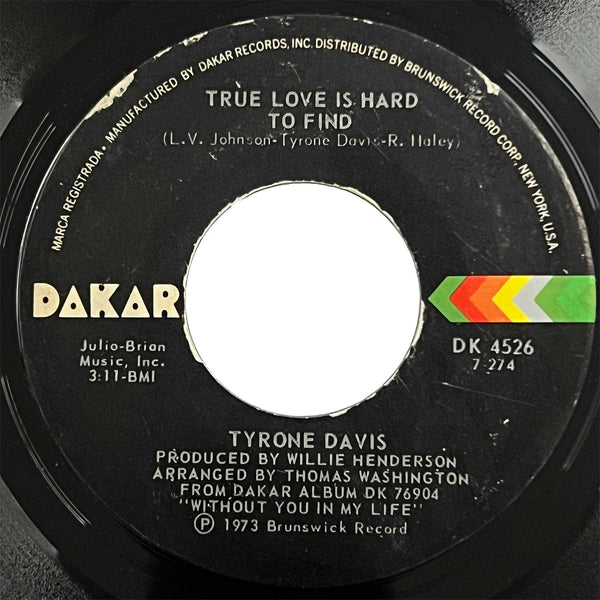 MARCA REGISTRADA • MANUFACTURED BY DAKAR RECORDS, INC. DISTRIBUTED BY BRUNSWICK RECORD CORP., NEW YORK, U.S.A.
TRUE LOVE IS HARD
TO FIND
(L.V. Johnson-Tyrone Davis-R. Haley)
DAKAR
Julio-Brian
Music, Inc.
3:11-BMI
DK 4526
7-274
TYRONE DAVIS
PRODUCED BY WILLIE HENDERSON
ARRANGED BY THOMAS WASHINGTON
FROM DAKAR ALBUM DK 76904
"WITHOUT YOU IN MY LIFE"
Ⓟ 1973 Brunswick Record